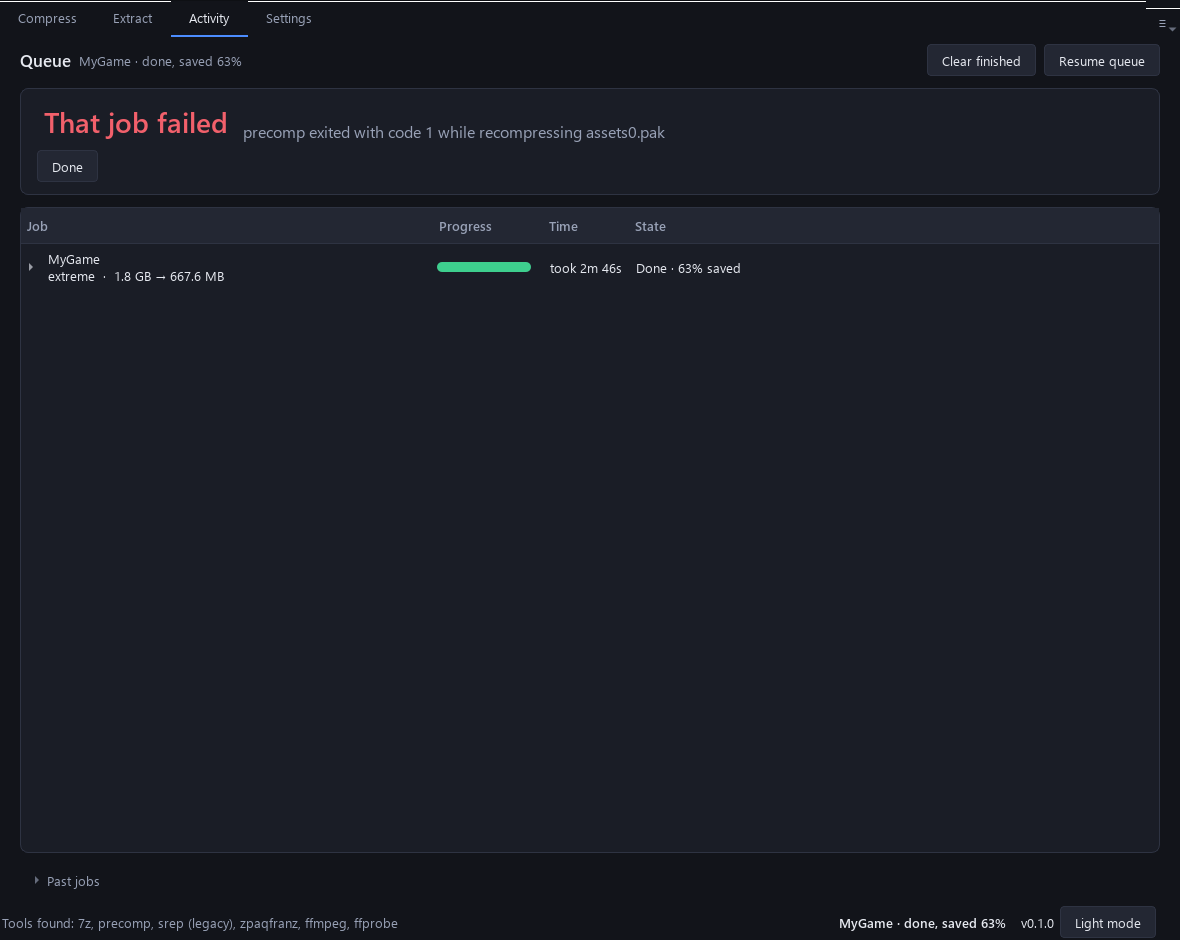 Compress Extract Activity Settings
Queue MyGame · done, saved 63% Clear finished Resume queue
That job failed precomp exited with code 1 while recompressing assets0.pak
Done
Job Progress Time State
MyGame
extreme · 1.8 GB → 667.6 MB took 2m 46s Done · 63% saved
Past jobs
Tools found: 7z, precomp, srep (legacy), zpaqfranz, ffmpeg, ffprobe MyGame · done, saved 63% v0.1.0 Light mode